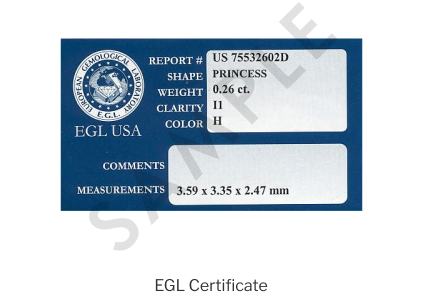 EUROPEAN GEMOLOGICAL LABORATORY
E.G.L.
EGL USA
REPORT # US 75532602D
SHAPE PRINCESS
WEIGHT 0.26 ct.
CLARITY I1
COLOR H
COMMENTS
MEASUREMENTS 3.59 x 3.35 x 2.47 mm
SAMPLE
EGL Certificate